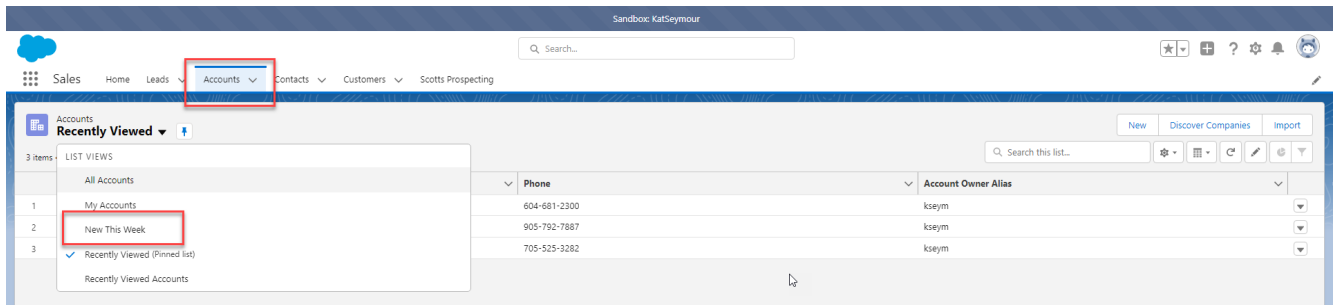 Sandbox: KatSeymour
Search...
Sales Home Leads Accounts Contacts Customers Scotts Prospecting
Accounts
Recently Viewed
New Discover Companies Import
3 items
Search this list...
LIST VIEWS
All Accounts
My Accounts
New This Week
Recently Viewed (Pinned list)
Recently Viewed Accounts
Phone Account Owner Alias
1 604-681-2300 kseym
2 905-792-7887 kseym
3 705-525-3282 kseym